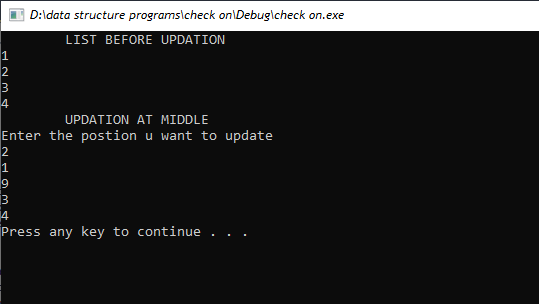 D:\data structure programs\check on\Debug\check on.exe
LIST BEFORE UPDATION
1
2
3
4
UPDATION AT MIDDLE
Enter the postion u want to update
2
1
9
3
4
Press any key to continue . . .